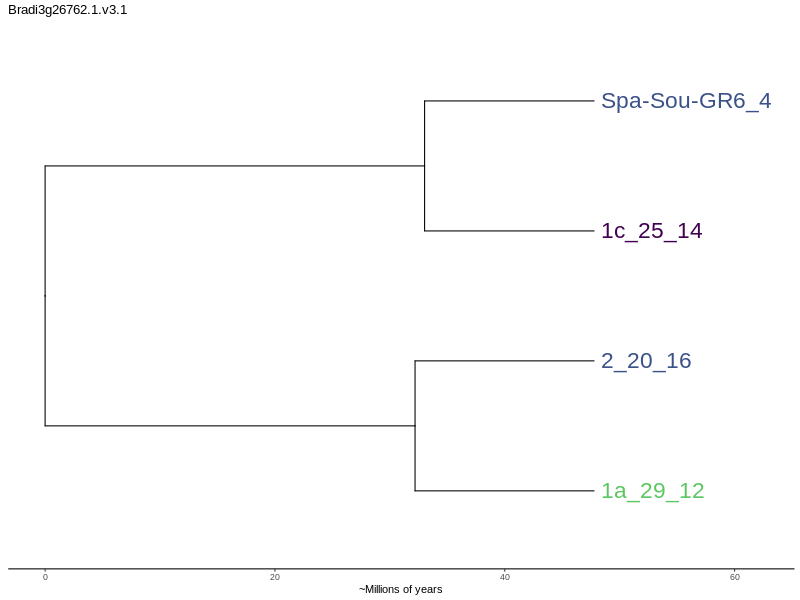 Bradi3g26762.1.v3.1
Spa-Sou-GR6_4
1c_25_14
2_20_16
1a_29_12
0 20 40 60
~Millions of years